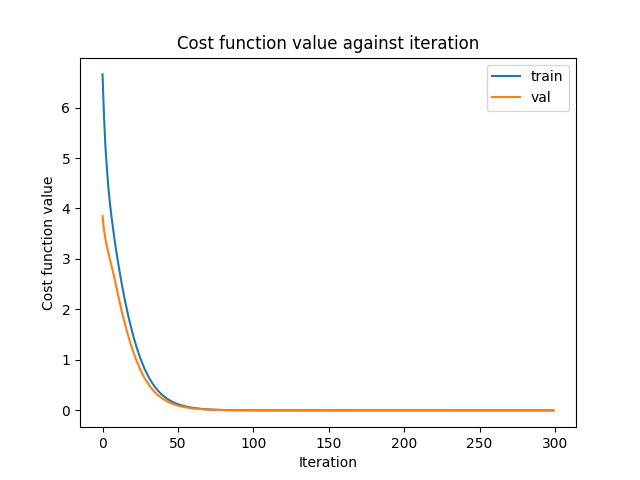 Cost function value against iteration
train
val
Cost function value
6
5
4
3
2
1
0
0 50 100 150 200 250 300
Iteration